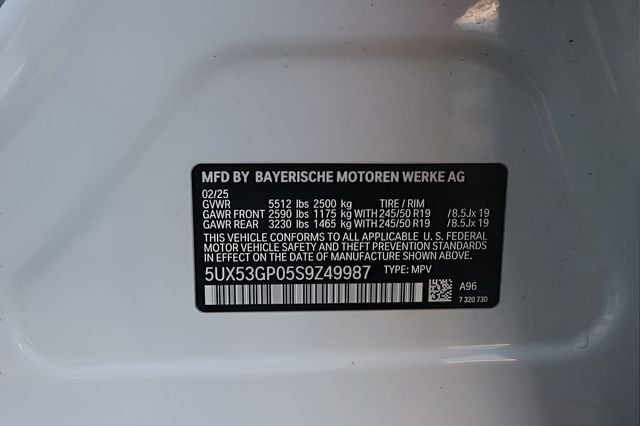 MFD BY BAYERISCHE MOTOREN WERKE AG
02/25
GVWR 5512 lbs 2500 kg TIRE / RIM
GAWR FRONT 2590 lbs 1175 kg WITH 245/50 R19 / 8.5Jx 19
GAWR REAR 3230 lbs 1465 kg WITH 245/50 R19 / 8.5Jx 19
THIS VEHICLE CONFORMS TO ALL APPLICABLE U. S. FEDERAL
MOTOR VEHICLE SAFETY AND THEFT PREVENTION STANDARDS
IN EFFECT ON THE DATE OF MANUFACTURE SHOWN ABOVE.
5UX53GP05S9Z49987 TYPE: MPV
A96
7 320 730